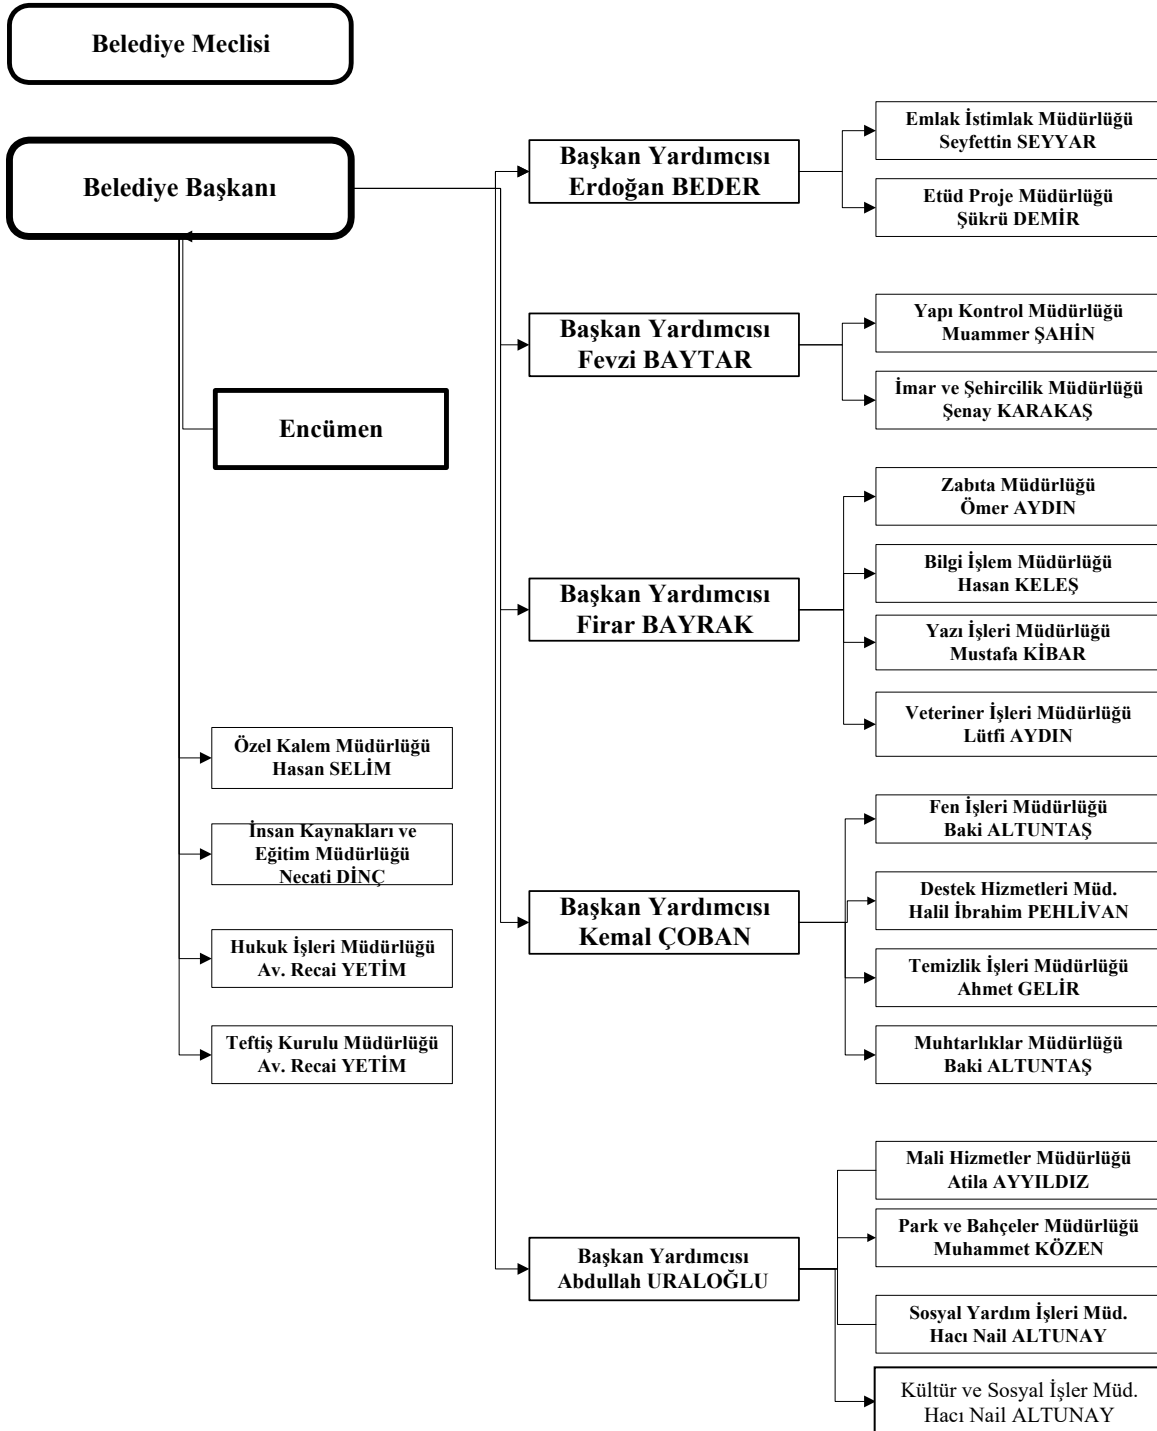 Belediye Meclisi
Belediye Başkanı
Encümen
Özel Kalem Müdürlüğü
Hasan SELİM
İnsan Kaynakları ve
Eğitim Müdürlüğü
Necati DİNÇ
Hukuk İşleri Müdürlüğü
Av. Recai YETİM
Teftiş Kurulu Müdürlüğü
Av. Recai YETİM
Başkan Yardımcısı
Erdoğan BEDER
Emlak İstimlak Müdürlüğü
Seyfettin SEYYAR
Etüd Proje Müdürlüğü
Şükrü DEMİR
Başkan Yardımcısı
Fevzi BAYTAR
Yapı Kontrol Müdürlüğü
Muammer ŞAHİN
İmar ve Şehircilik Müdürlüğü
Şenay KARAKAŞ
Başkan Yardımcısı
Firar BAYRAK
Zabıta Müdürlüğü
Ömer AYDIN
Bilgi İşlem Müdürlüğü
Hasan KELEŞ
Yazı İşleri Müdürlüğü
Mustafa KİBAR
Veteriner İşleri Müdürlüğü
Lütfi AYDIN
Başkan Yardımcısı
Kemal ÇOBAN
Fen İşleri Müdürlüğü
Baki ALTUNTAŞ
Destek Hizmetleri Müd.
Halil İbrahim PEHLİVAN
Temizlik İşleri Müdürlüğü
Ahmet GELİR
Muhtarlıklar Müdürlüğü
Baki ALTUNTAŞ
Başkan Yardımcısı
Abdullah URALOĞLU
Mali Hizmetler Müdürlüğü
Atila AYYILDIZ
Park ve Bahçeler Müdürlüğü
Muhammet KÖZEN
Sosyal Yardım İşleri Müd.
Hacı Nail ALTUNAY
Kültür ve Sosyal İşler Müd.
Hacı Nail ALTUNAY